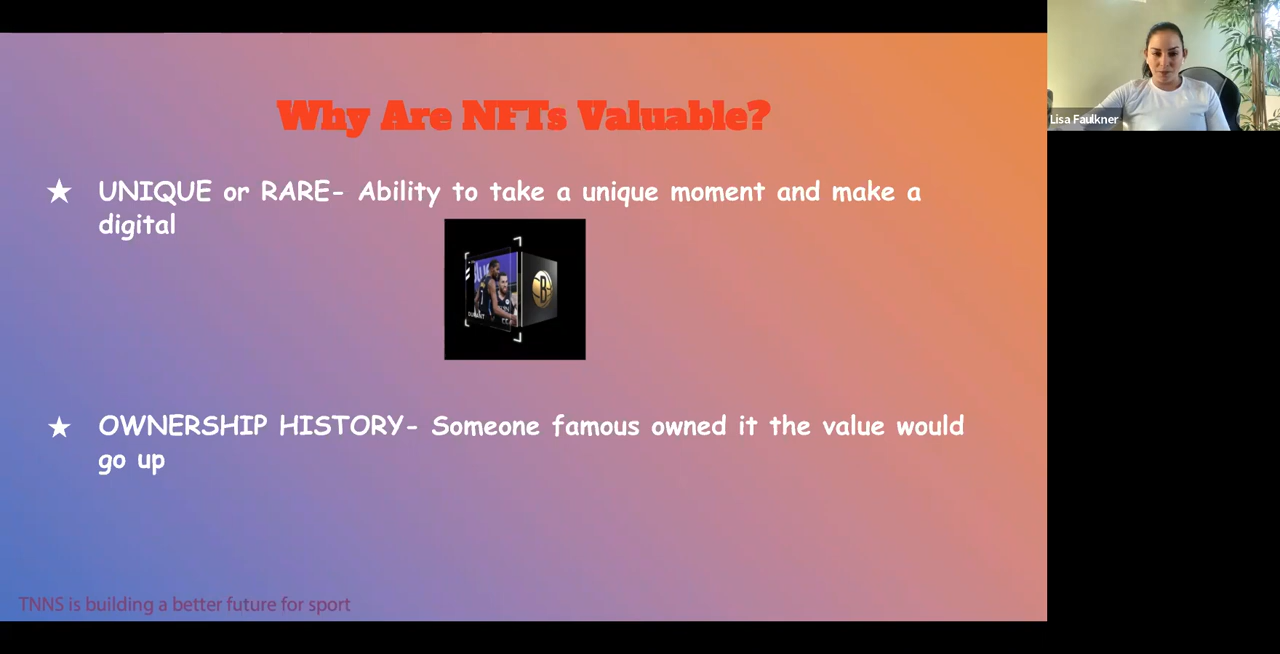 Why Are NFTs Valuable?
★ UNIQUE or RARE- Ability to take a unique moment and make a
digital
DURANT
B
★ OWNERSHIP HISTORY- Someone famous owned it the value would
go up
TNNS is building a better future for sport
Lisa Faulkner